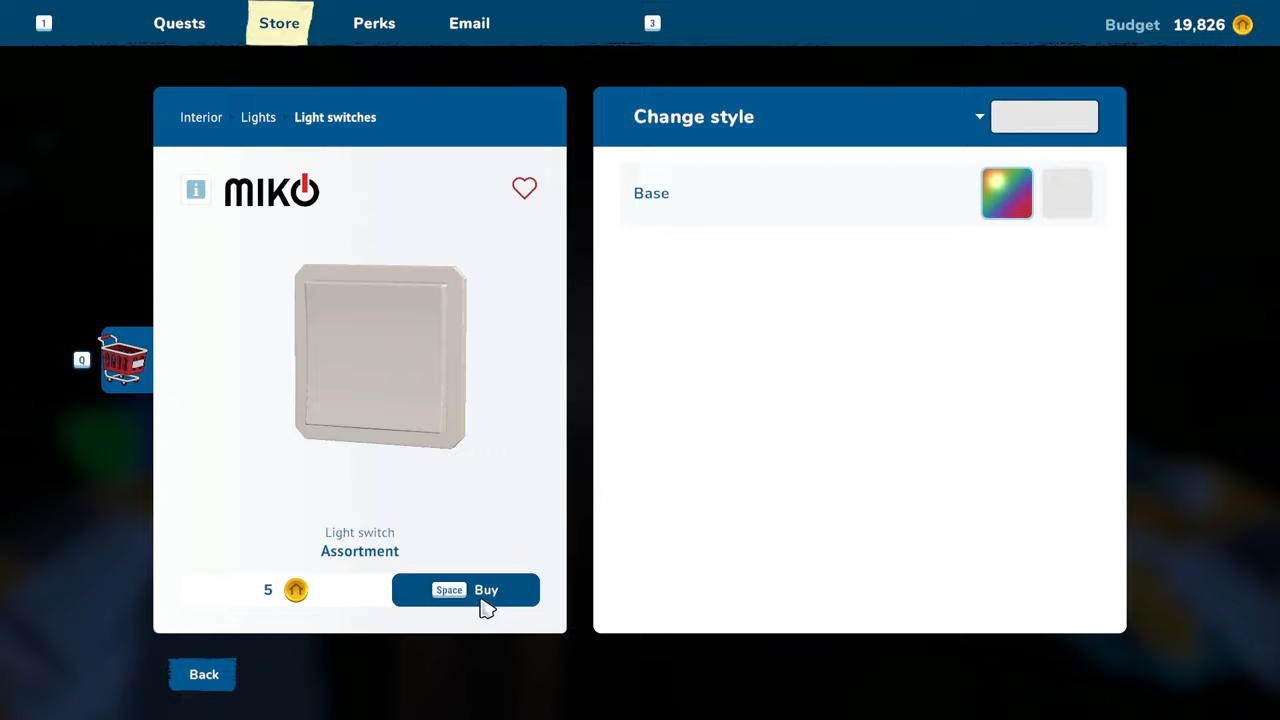 1
Quests
Store
Perks
Email
3
Budget 19,826
Interior Lights Light switches
Change style
i
MIKO
Base
Q
Light switch
Assortment
5
Space Buy
Back